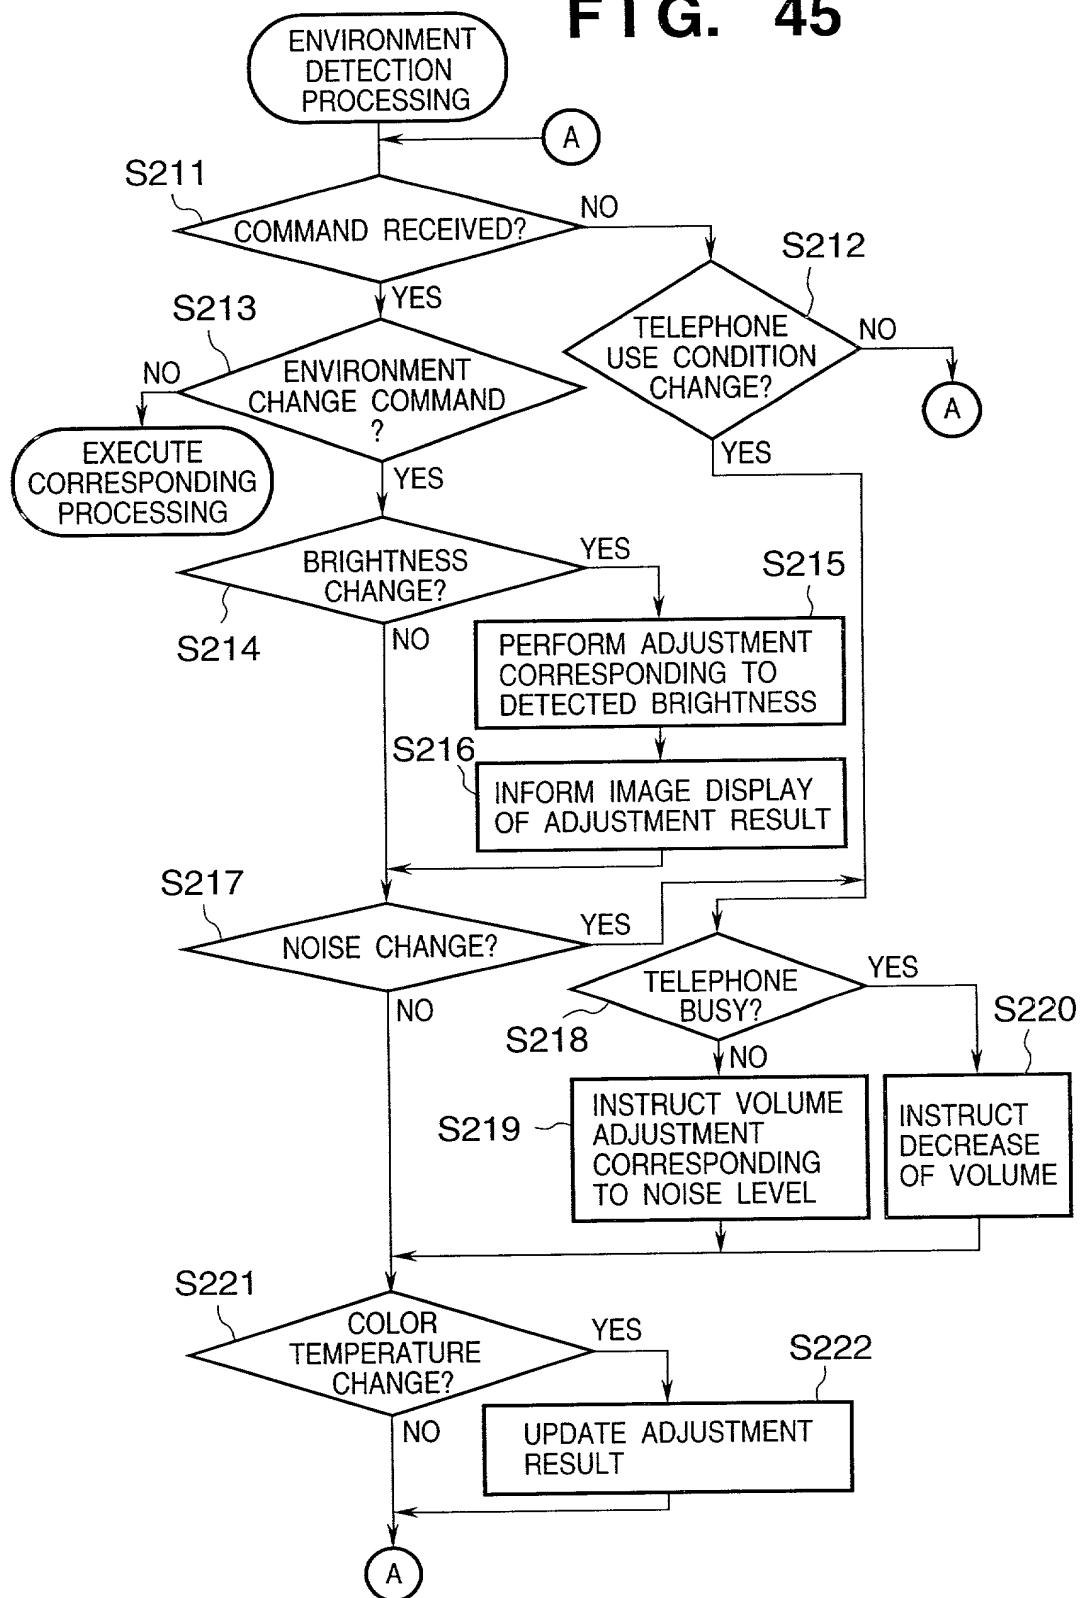 FIG. 45
ENVIRONMENT
DETECTION
PROCESSING
A
S211
COMMAND RECEIVED?
NO
YES
S212
TELEPHONE
USE CONDITION
CHANGE?
NO
A
YES
S213
ENVIRONMENT
CHANGE COMMAND
?
NO
EXECUTE
CORRESPONDING
PROCESSING
YES
BRIGHTNESS
CHANGE?
S214
YES
NO
S215
PERFORM ADJUSTMENT
CORRESPONDING TO
DETECTED BRIGHTNESS
S216
INFORM IMAGE DISPLAY
OF ADJUSTMENT RESULT
S217
NOISE CHANGE?
YES
NO
TELEPHONE
BUSY?
S218
YES
NO
S219
INSTRUCT VOLUME
ADJUSTMENT
CORRESPONDING
TO NOISE LEVEL
S220
INSTRUCT
DECREASE
OF VOLUME
S221
COLOR
TEMPERATURE
CHANGE?
YES
NO
S222
UPDATE ADJUSTMENT
RESULT
A